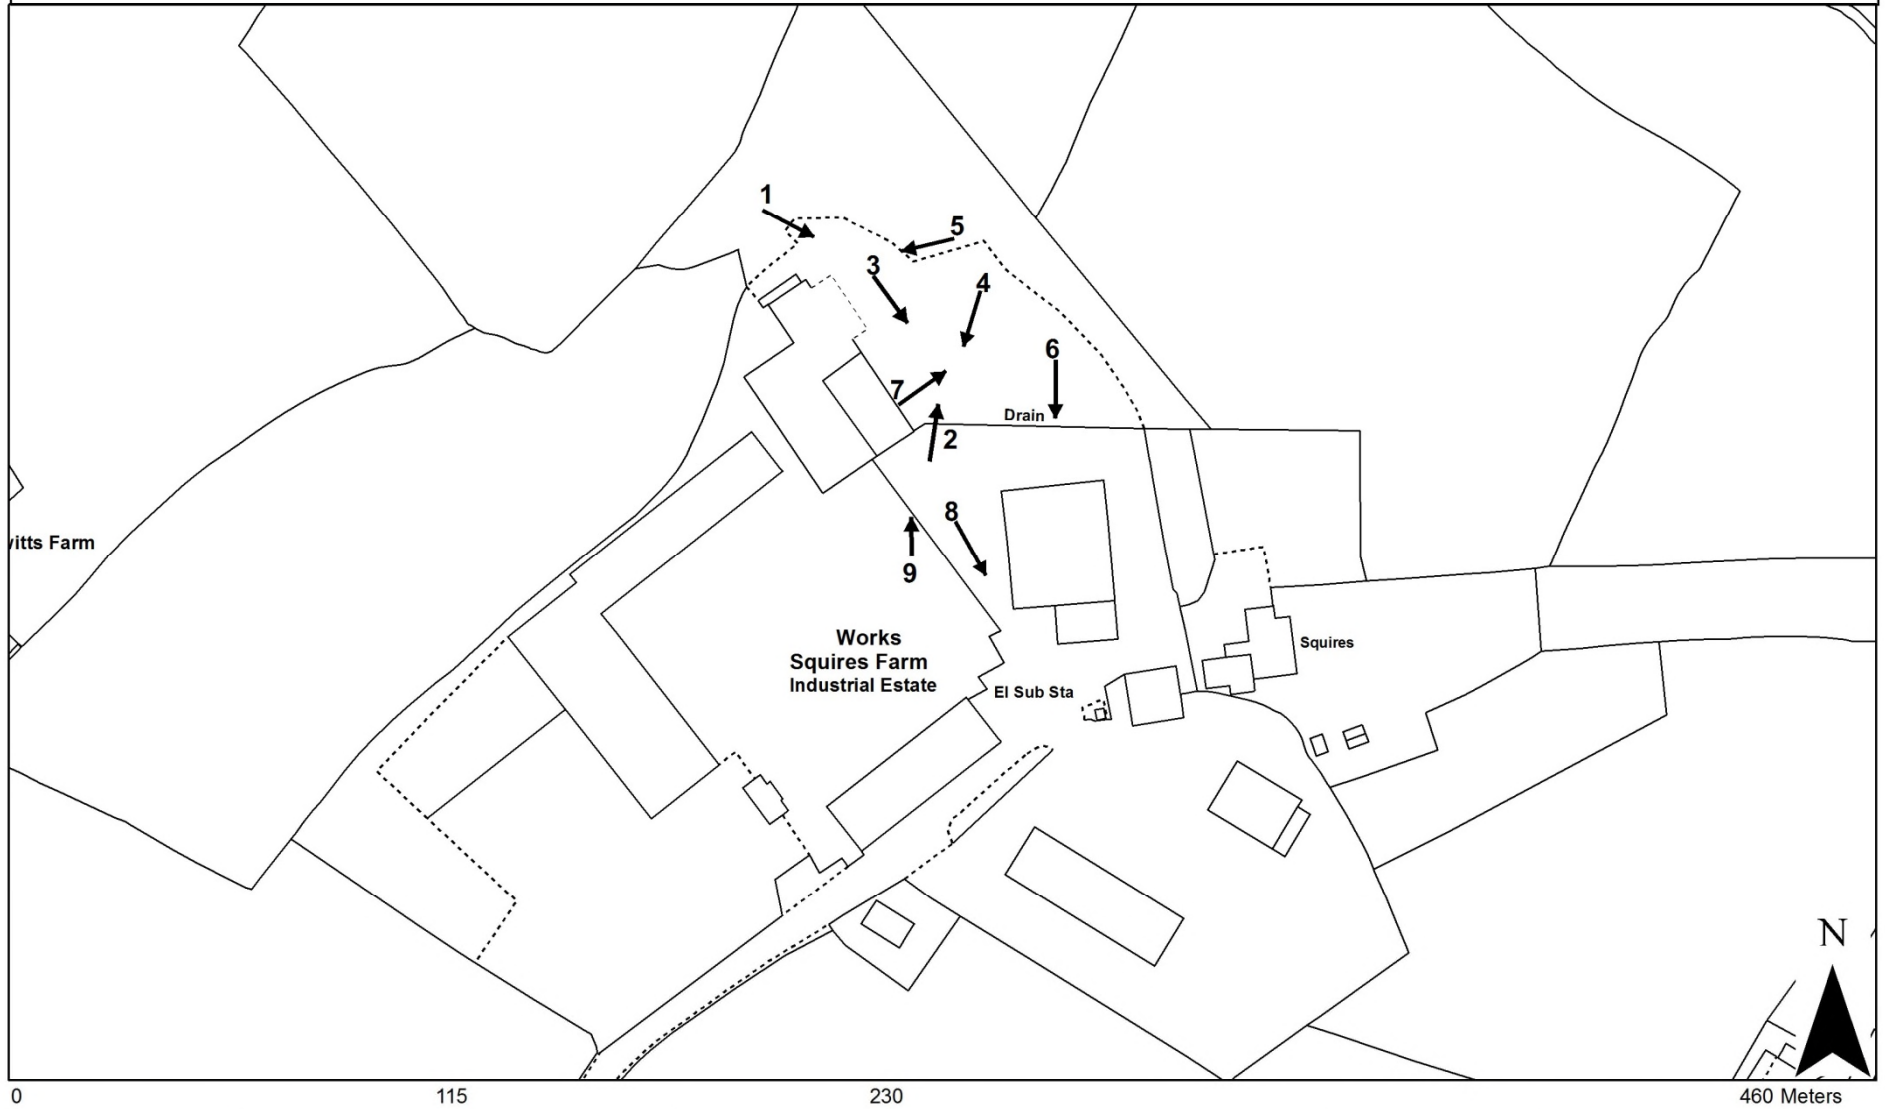 1
5
3
4
6
7
Drain
2
8
itts Farm
9
Works
Squires Farm
Industrial Estate
Squires
El Sub Sta
N
0
115
230
460 Meters